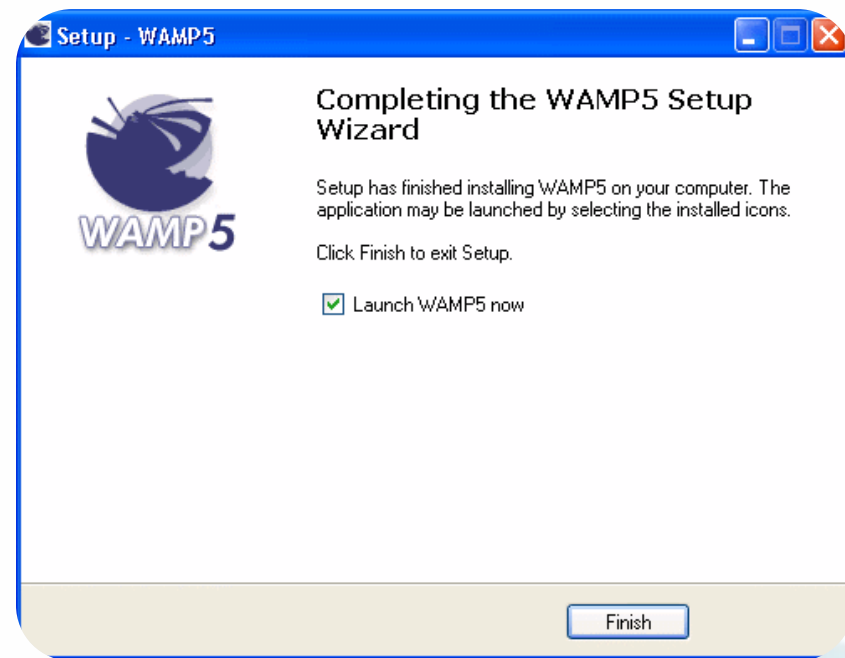 Setup - WAMP5
Completing the WAMP5 Setup
Wizard
Setup has finished installing WAMP5 on your computer. The
application may be launched by selecting the installed icons.
Click Finish to exit Setup.
Launch WAMP5 now
WAMP5
Finish